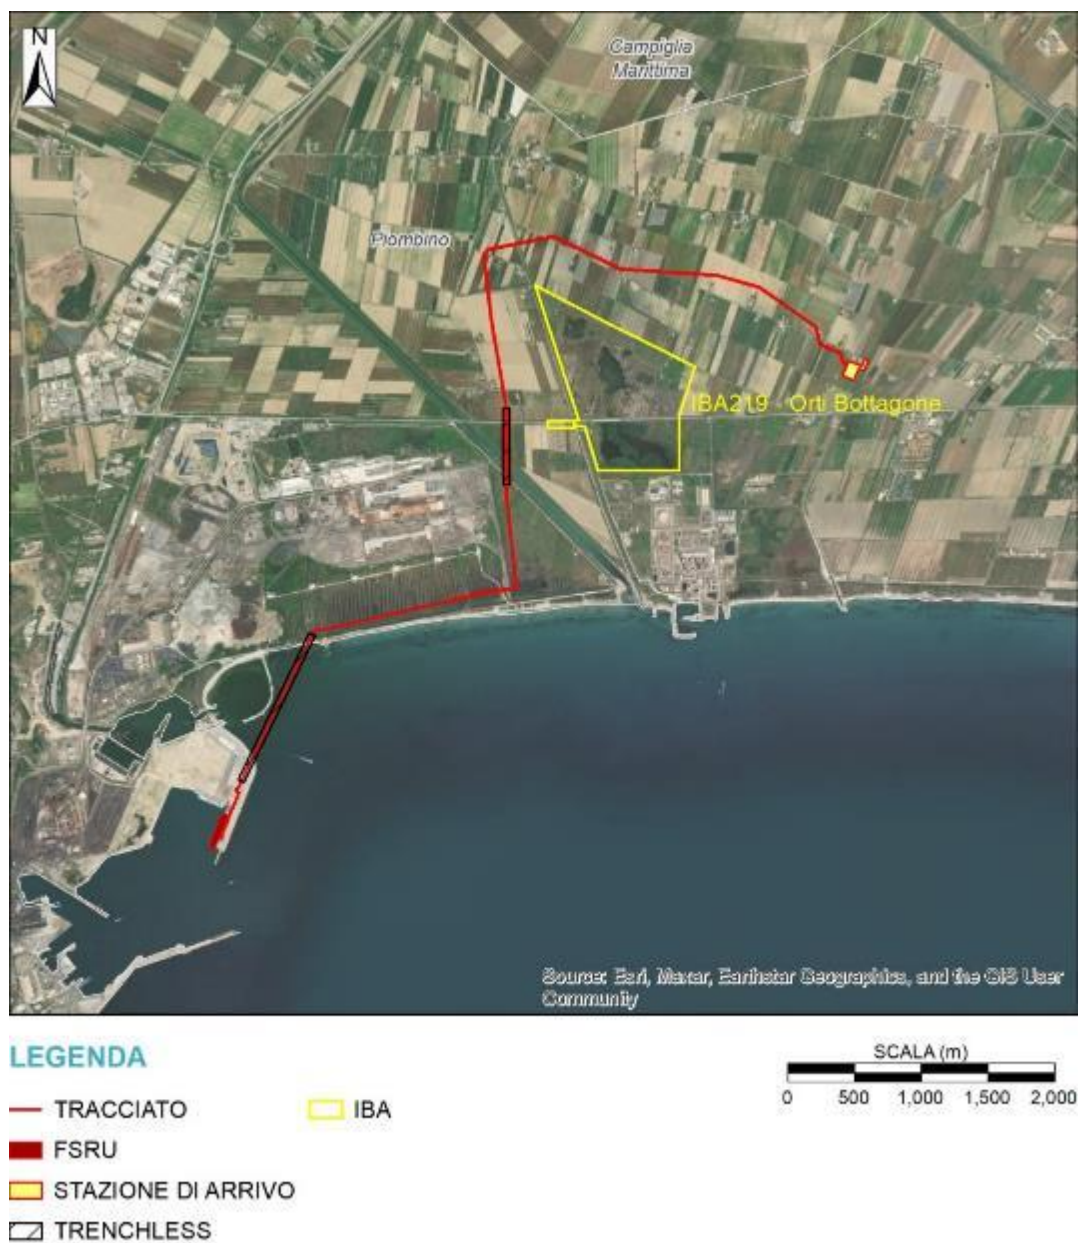 N
Campiglia
Marittima
Piombino
IBA219 - Orti Bottagone
Source: Esri, Maxar, Earthstar Geographics, and the GIS User
Community
LEGENDA
TRACCIATO
IBA
FSRU
STAZIONE DI ARRIVO
TRENCHLESS
SCALA (m)
0 500 1,000 1,500 2,000